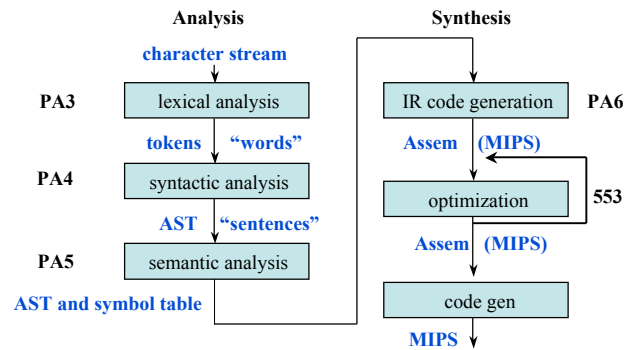 Analysis
character stream
PA3 lexical analysis
tokens “words”
PA4 syntactic analysis
AST “sentences”
PA5 semantic analysis
AST and symbol table
Synthesis
IR code generation PA6
Assem (MIPS)
optimization 553
Assem (MIPS)
code gen
MIPS